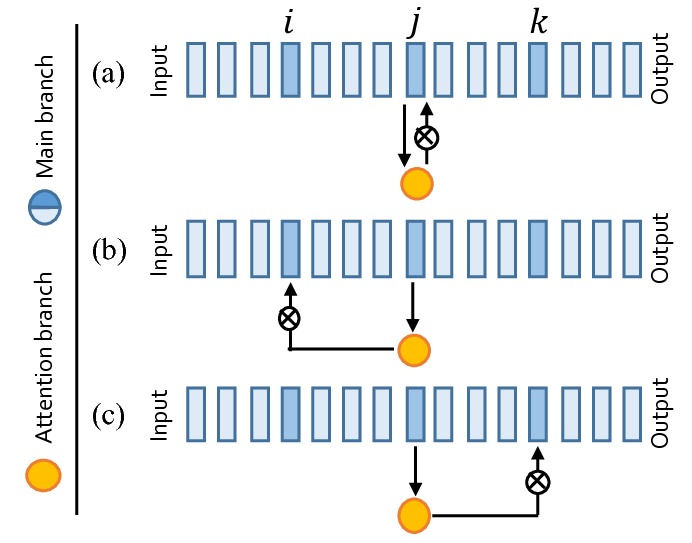 i j k
(a) Input Output
(b) Input Output
(c) Input Output
Main branch
Attention branch